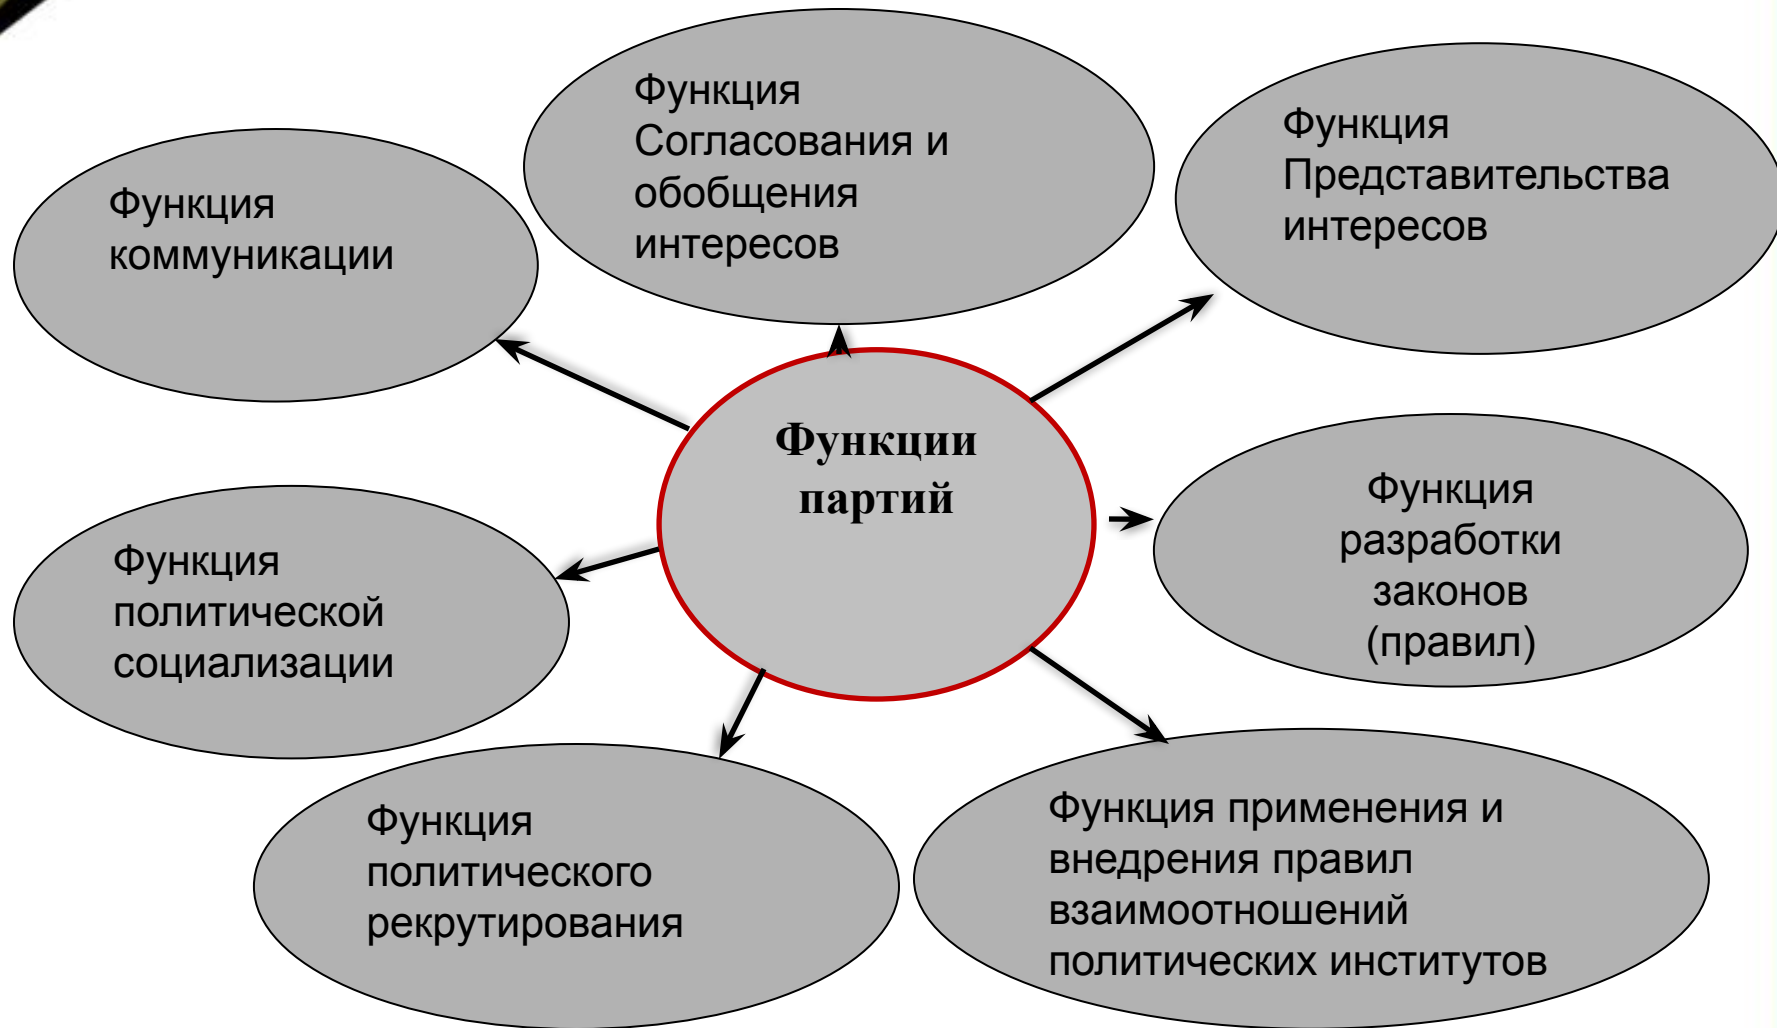 Функция
Согласования и
обобщения
интересов
Функция
Представительства
интересов
Функция
коммуникации
Функции
партий
Функция
разработки
законов
(правил)
Функция
политической
социализации
Функция
политического
рекрутирования
Функция применения и
внедрения правил
взаимоотношений
политических институтов